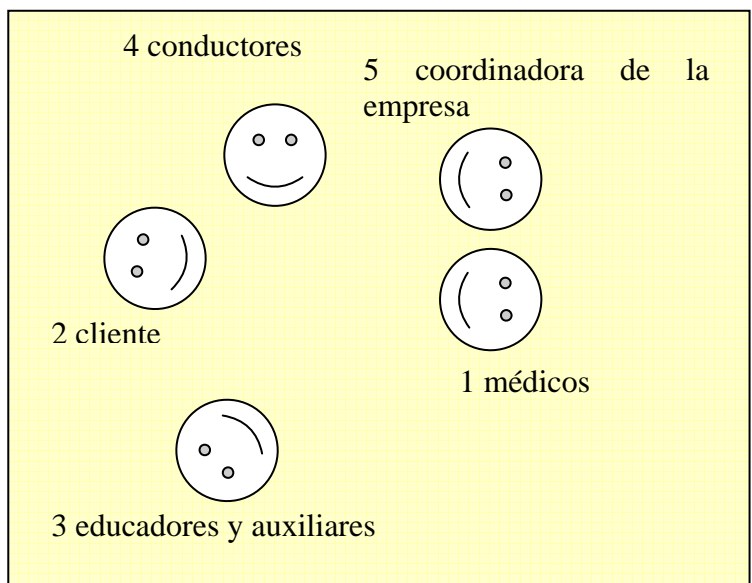 4 conductores
5 coordinadora de la
empresa
2 cliente
1 médicos
3 educadores y auxiliares